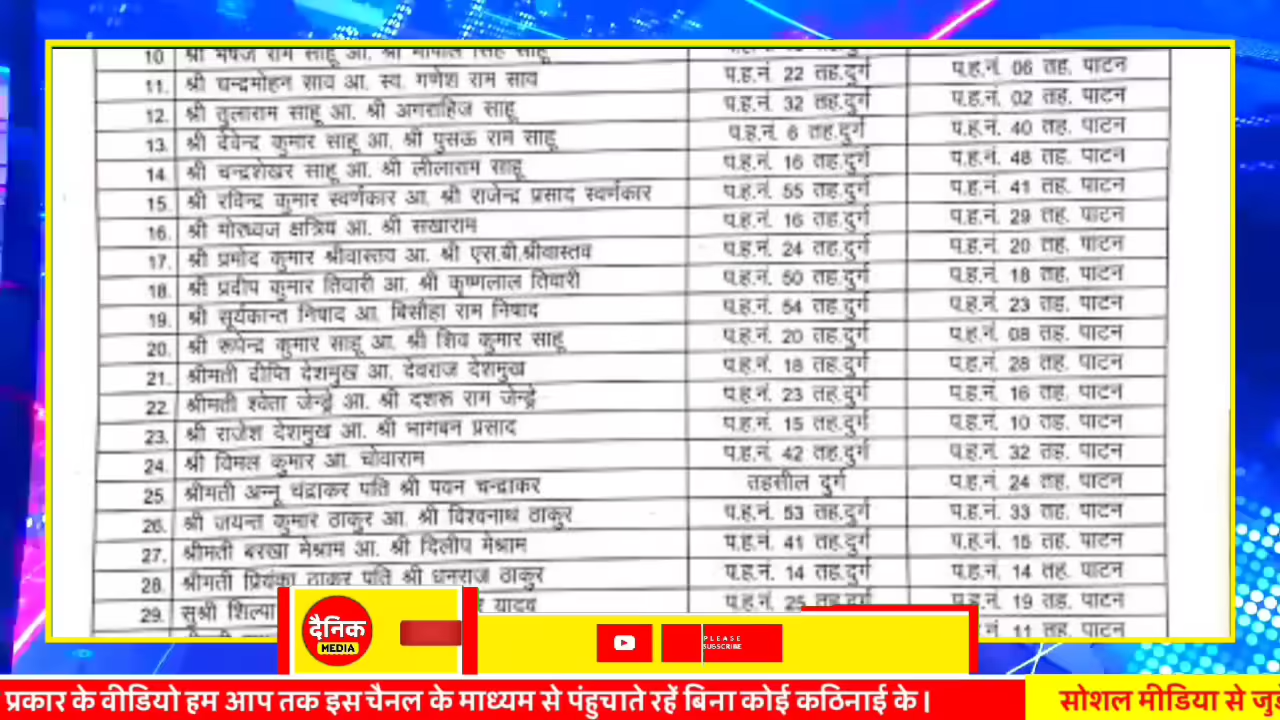 10 श्री राम साहू आ. श्री सिंह साहू
11. श्री चन्द्रमोहन साव आ. स्व. गणेश राम साव प.ह.नं. 22 तह.दुर्ग प.ह.नं. 06 तह. पाटन
12. श्री तुलाराम साहू आ. श्री अगराहिज साहू प.ह.नं. 32 तह.दुर्ग प.ह.नं. 02 तह. पाटन
13. श्री देवेन्द्र कुमार साहू आ. श्री पुसऊ राम साहू प.ह.नं. 6 तह.दुर्ग प.ह.नं. 40 तह. पाटन
14. श्री चन्द्रशेखर साहू आ. श्री लीलाराम साहू प.ह.नं. 16 तह.दुर्ग प.ह.नं. 48 तह. पाटन
15. श्री रविन्द्र कुमार स्वर्णकार आ. श्री राजेन्द्र प्रसाद स्वर्णकार प.ह.नं. 55 तह.दुर्ग प.ह.नं. 41 तह. पाटन
16. श्री मोरध्वज क्षत्रिय आ. श्री सखाराम प.ह.नं. 16 तह.दुर्ग प.ह.नं. 29 तह. पाटन
17. श्री प्रमोद कुमार श्रीवास्तव आ. श्री एस.बी.श्रीवास्तव प.ह.नं. 24 तह.दुर्ग प.ह.नं. 20 तह. पाटन
18. श्री प्रदीप कुमार तिवारी आ. श्री कृष्णलाल तिवारी प.ह.नं. 50 तह.दुर्ग प.ह.नं. 18 तह. पाटन
19. श्री सूर्यकान्त निषाद आ. बिसौहा राम निषाद प.ह.नं. 54 तह.दुर्ग प.ह.नं. 23 तह. पाटन
20. श्री रूपेन्द्र कुमार साहू आ. श्री शिव कुमार साहू प.ह.नं. 20 तह.दुर्ग प.ह.नं. 08 तह. पाटन
21. श्रीमती दीप्ति देशमुख आ. देवराज देशमुख प.ह.नं. 18 तह.दुर्ग प.ह.नं. 28 तह. पाटन
22. श्रीमती श्वेता जेन्ड्रे आ. श्री दशरू राम जेन्ड्रे प.ह.नं. 23 तह.दुर्ग प.ह.नं. 16 तह. पाटन
23. श्री राजेश देशमुख आ. श्री भागबन प्रसाद प.ह.नं. 15 तह.दुर्ग प.ह.नं. 10 तह. पाटन
24. श्री विमल कुमार आ. चोवाराम प.ह.नं. 42 तह.दुर्ग प.ह.नं. 32 तह. पाटन
25 श्रीमती अन्नू चंद्राकर पति श्री पवन चन्द्राकर तहसील दुर्ग प.ह.नं. 24 तह. पाटन
26. श्री जयन्त कुमार ठाकुर आ. श्री विश्वनाथ ठाकुर प.ह.नं. 53 तह.दुर्ग प.ह.नं. 33 तह. पाटन
27. श्रीमती बरखा मेश्राम आ. श्री दिलीप मेश्राम प.ह.नं. 41 तह.दुर्ग प.ह.नं. 15 तह. पाटन
28. श्रीमती प्रियंका ठाकुर पति श्री धनराज ठाकुर प.ह.नं. 14 तह.दुर्ग प.ह.नं. 14 तह. पाटन
29. सुश्री शिल्पा यादव प.ह.नं. 25 तह.दुर्ग प.ह.नं. 19 तह. पाटन
11 तह. पाटन
दैनिक
MEDIA
PLEASE
SUBSCRIBE
प्रकार के वीडियो हम आप तक इस चैनल के माध्यम से पंहुचाते रहें बिना कोई कठिनाई के। सोशल मीडिया से जुड़े